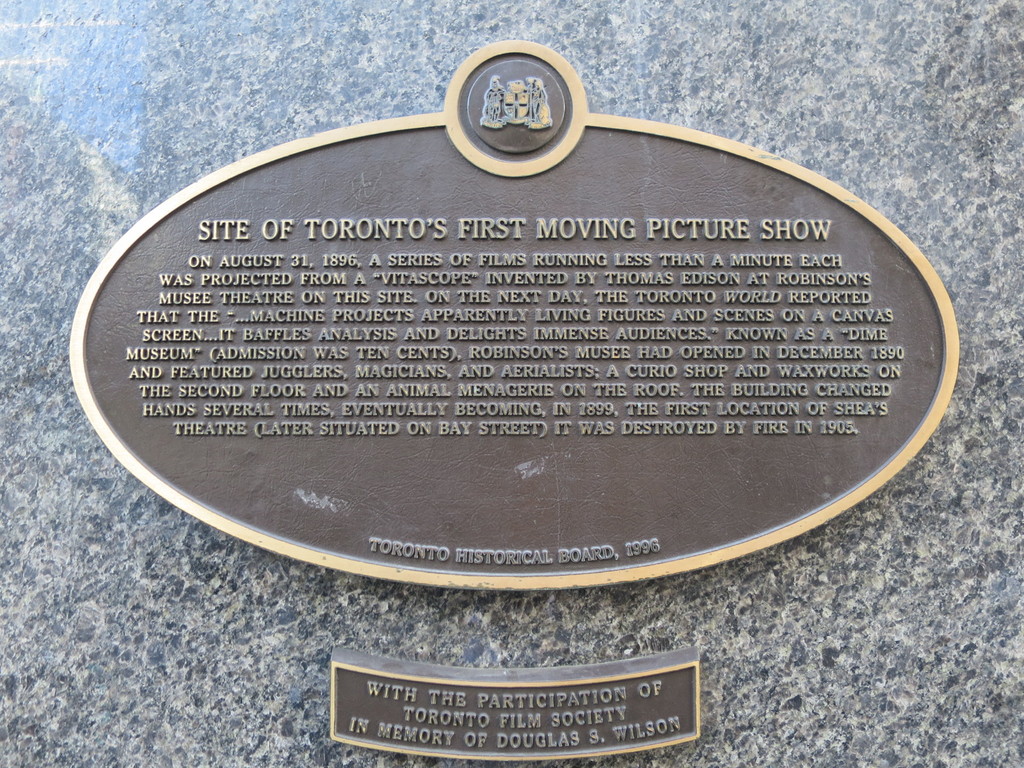 SITE OF TORONTO'S FIRST MOVING PICTURE SHOW
ON AUGUST 31, 1896, A SERIES OF FILMS RUNNING LESS THAN A MINUTE EACH
WAS PROJECTED FROM A "VITASCOPE" INVENTED BY THOMAS EDISON AT ROBINSON'S
MUSEE THEATRE ON THIS SITE. ON THE NEXT DAY, THE TORONTO WORLD REPORTED
THAT THE "...MACHINE PROJECTS APPARENTLY LIVING FIGURES AND SCENES ON A CANVAS
SCREEN...IT BAFFLES ANALYSIS AND DELIGHTS IMMENSE AUDIENCES." KNOWN AS A "DIME
MUSEUM" (ADMISSION WAS TEN CENTS), ROBINSON'S MUSEE HAD OPENED IN DECEMBER 1890
AND FEATURED JUGGLERS, MAGICIANS, AND AERIALISTS; A CURIO SHOP AND WAXWORKS ON
THE SECOND FLOOR AND AN ANIMAL MENAGERIE ON THE ROOF. THE BUILDING CHANGED
HANDS SEVERAL TIMES, EVENTUALLY BECOMING, IN 1899, THE FIRST LOCATION OF SHEA'S
THEATRE (LATER SITUATED ON BAY STREET) IT WAS DESTROYED BY FIRE IN 1905.
TORONTO HISTORICAL BOARD, 1996
WITH THE PARTICIPATION OF
TORONTO FILM SOCIETY
IN MEMORY OF DOUGLAS S. WILSON